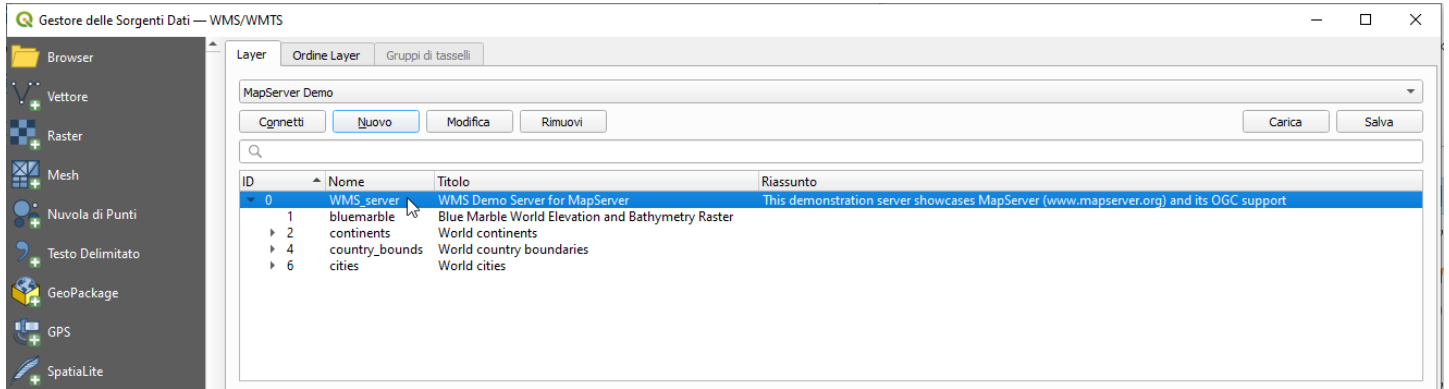 Gestore delle Sorgenti Dati — WMS/WMTS
Browser
Vettore
Raster
Mesh
Nuvola di Punti
Testo Delimitato
GeoPackage
GPS
SpatiaLite
Layer Ordine Layer Gruppi di tasselli
MapServer Demo
Connetti Nuovo Modifica Rimuovi Carica Salva
ID Nome Titolo Riassunto
0 WMS_server WMS Demo Server for MapServer This demonstration server showcases MapServer (www.mapserver.org) and its OGC support
1 bluemarble Blue Marble World Elevation and Bathymetry Raster
2 continents World continents
4 country_bounds World country boundaries
6 cities World cities